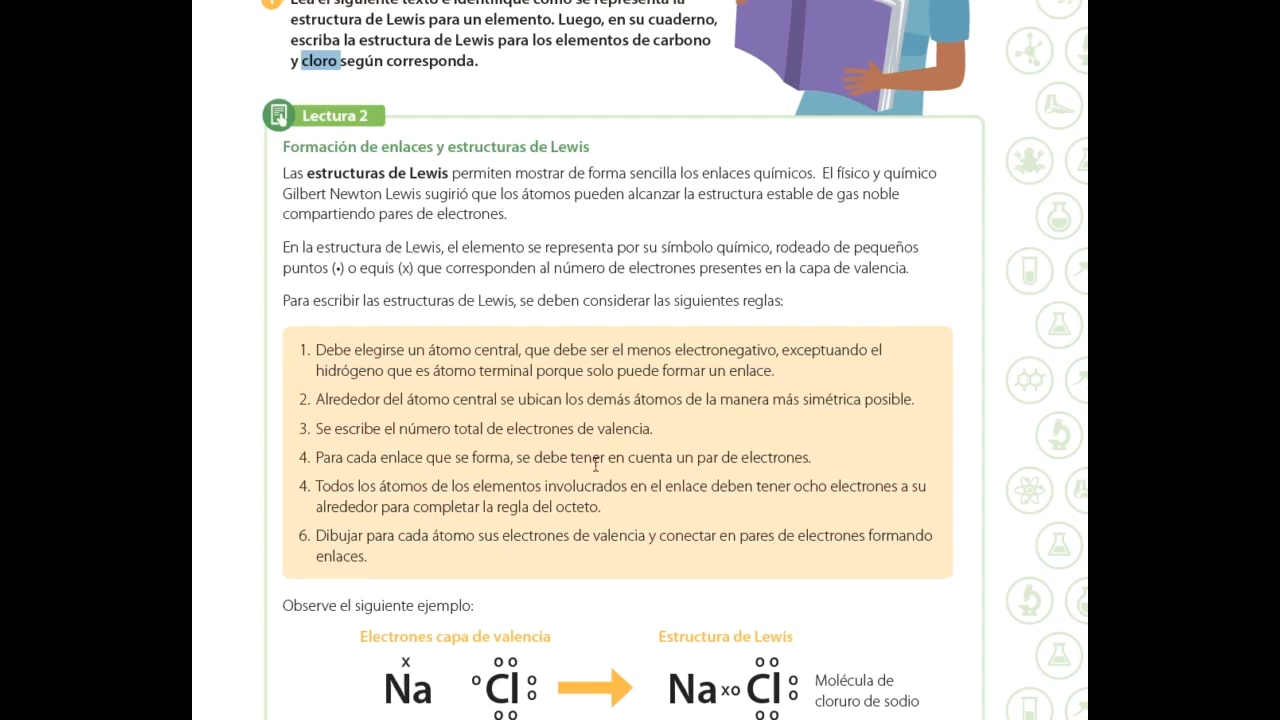 Lea el siguiente texto e identifique cómo se representa la
estructura de Lewis para un elemento. Luego, en su cuaderno,
escriba la estructura de Lewis para los elementos de carbono
y cloro según corresponda.
Lectura 2
Formación de enlaces y estructuras de Lewis
Las estructuras de Lewis permiten mostrar de forma sencilla los enlaces químicos. El físico y químico
Gilbert Newton Lewis sugirió que los átomos pueden alcanzar la estructura estable de gas noble
compartiendo pares de electrones.
En la estructura de Lewis, el elemento se representa por su símbolo químico, rodeado de pequeños
puntos (•) o equis (x) que corresponden al número de electrones presentes en la capa de valencia.
Para escribir las estructuras de Lewis, se deben considerar las siguientes reglas:
1. Debe elegirse un átomo central, que debe ser el menos electronegativo, exceptuando el
hidrógeno que es átomo terminal porque solo puede formar un enlace.
2. Alrededor del átomo central se ubican los demás átomos de la manera más simétrica posible.
3. Se escribe el número total de electrones de valencia.
4. Para cada enlace que se forma, se debe tener en cuenta un par de electrones.
4. Todos los átomos de los elementos involucrados en el enlace deben tener ocho electrones a su
alrededor para completar la regla del octeto.
6. Dibujar para cada átomo sus electrones de valencia y conectar en pares de electrones formando
enlaces.
Observe el siguiente ejemplo:
Electrones capa de valencia
Estructura de Lewis
x o o o o
Na o Cl o o Na xo Cl o o
o o o o
Molécula de
cloruro de sodio